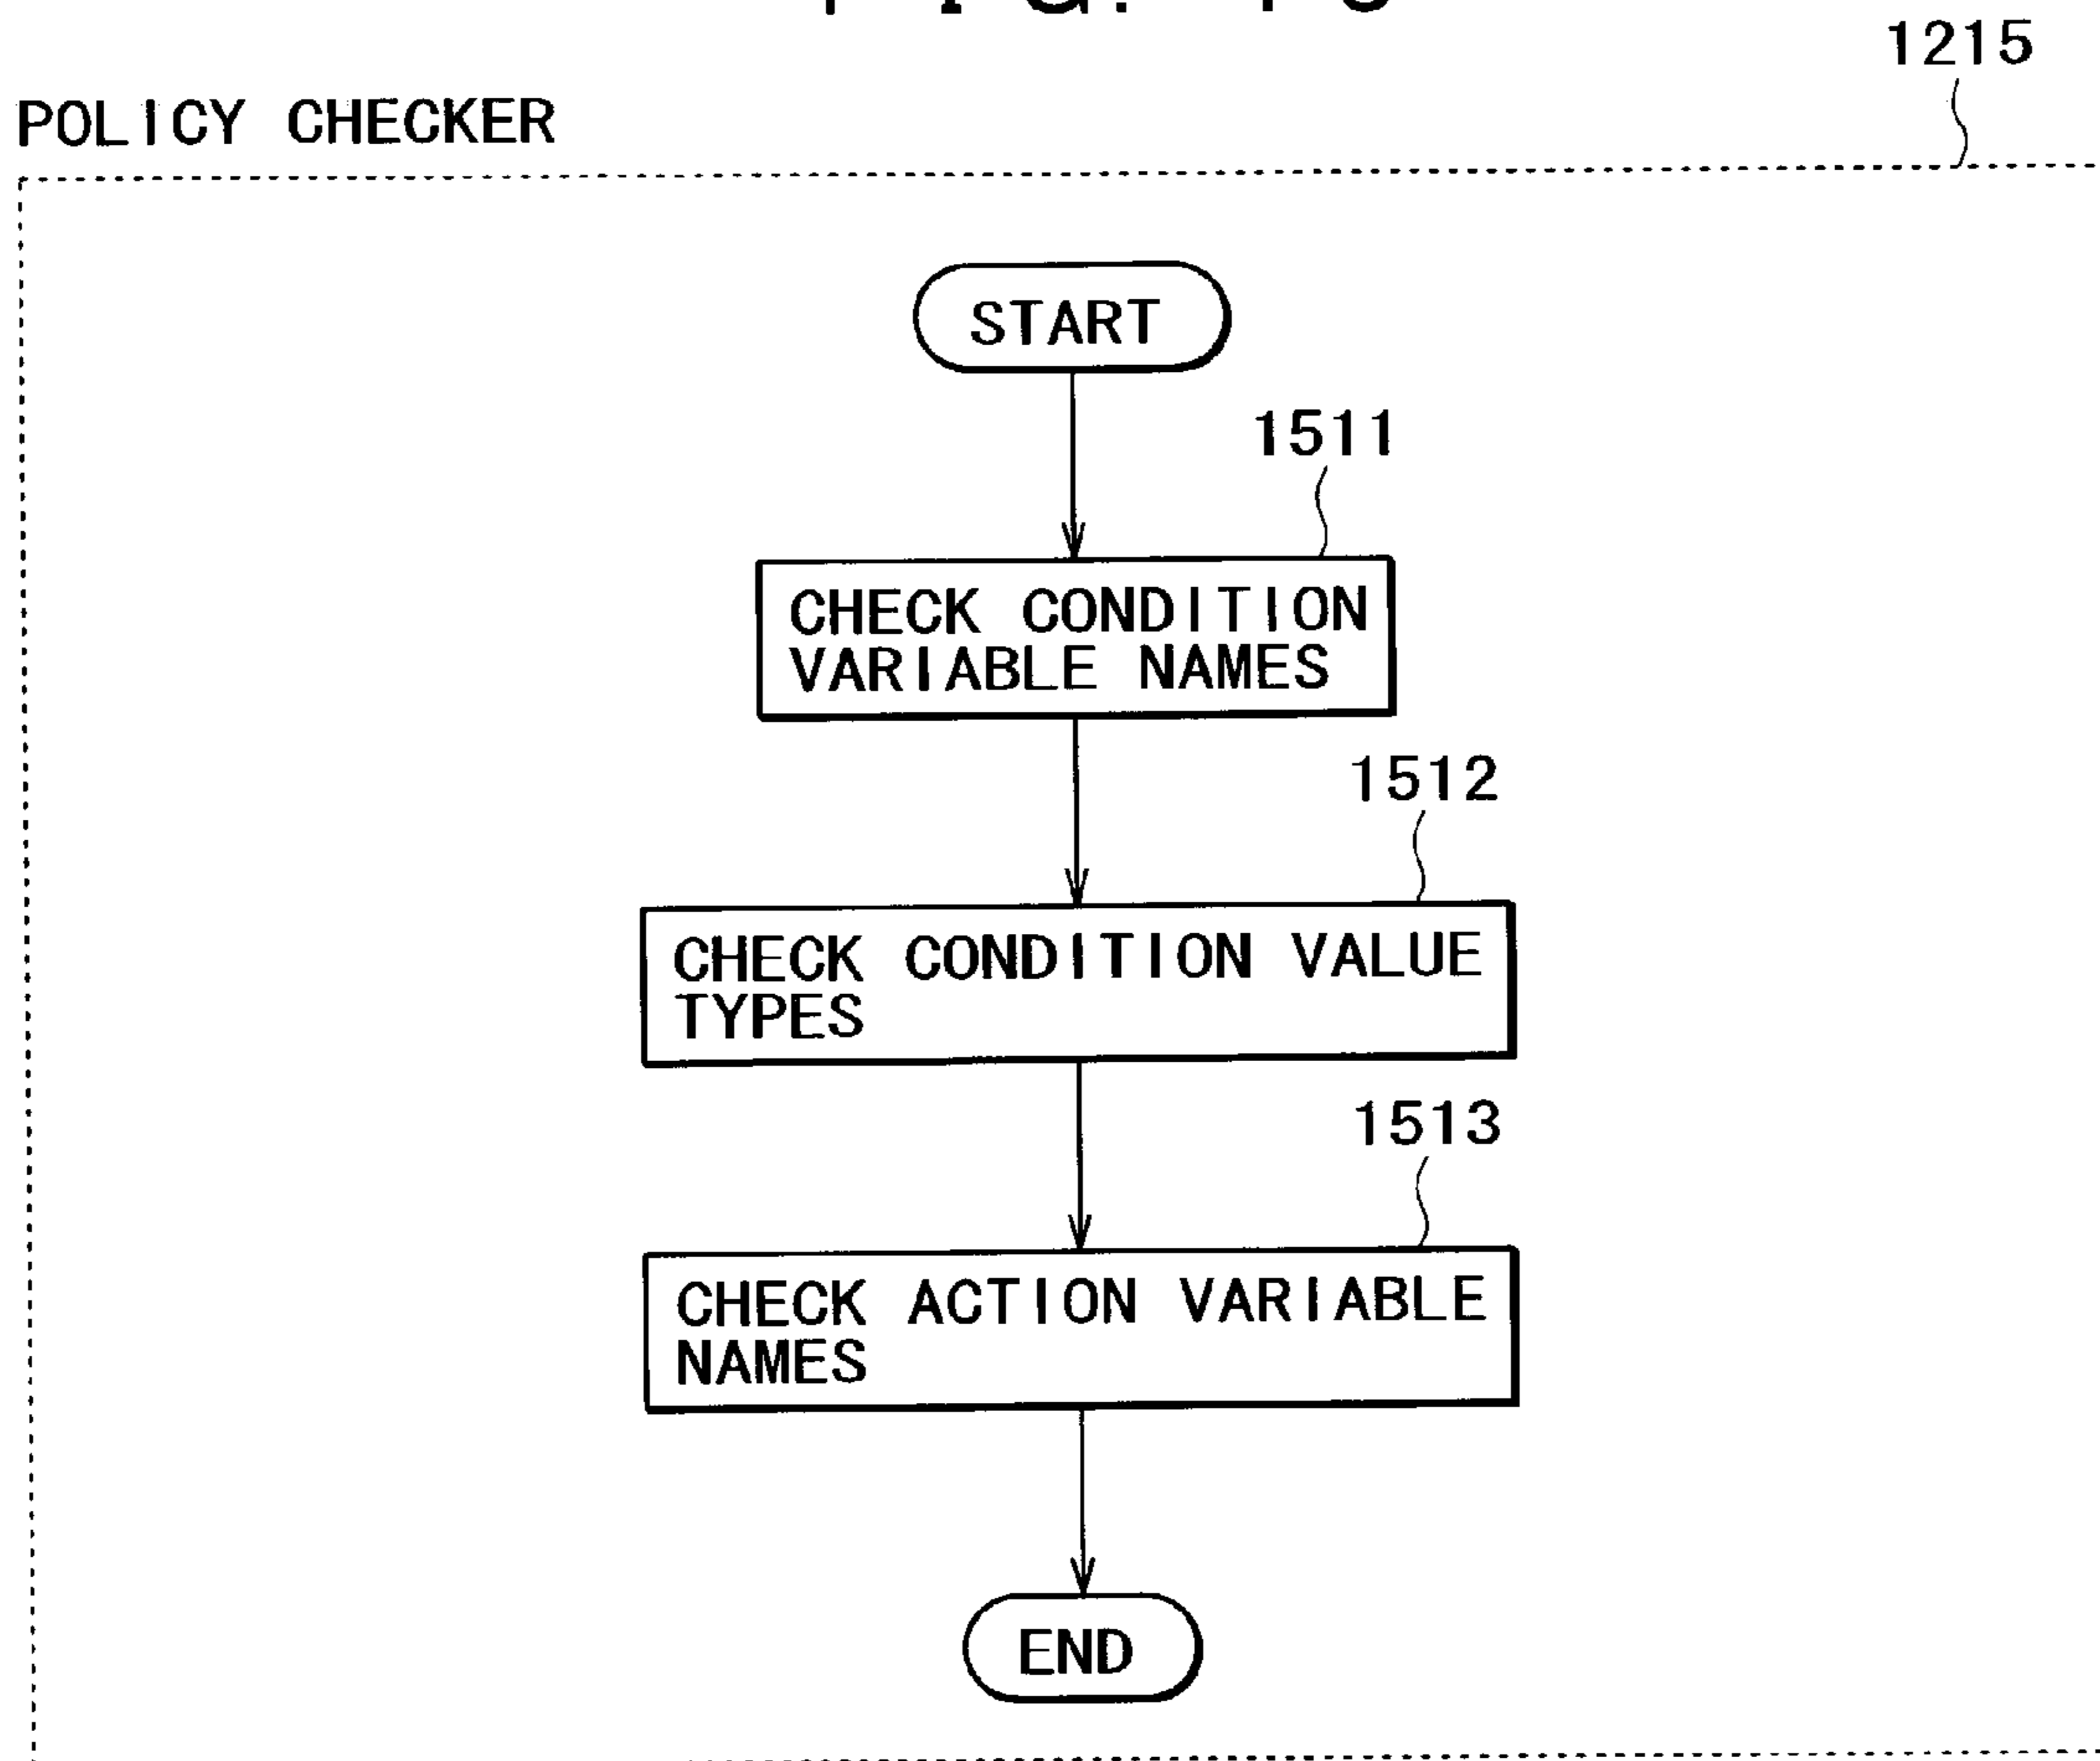 1215
POLICY CHECKER
START
1511
CHECK CONDITION
VARIABLE NAMES
1512
CHECK CONDITION VALUE
TYPES
1513
CHECK ACTION VARIABLE
NAMES
END